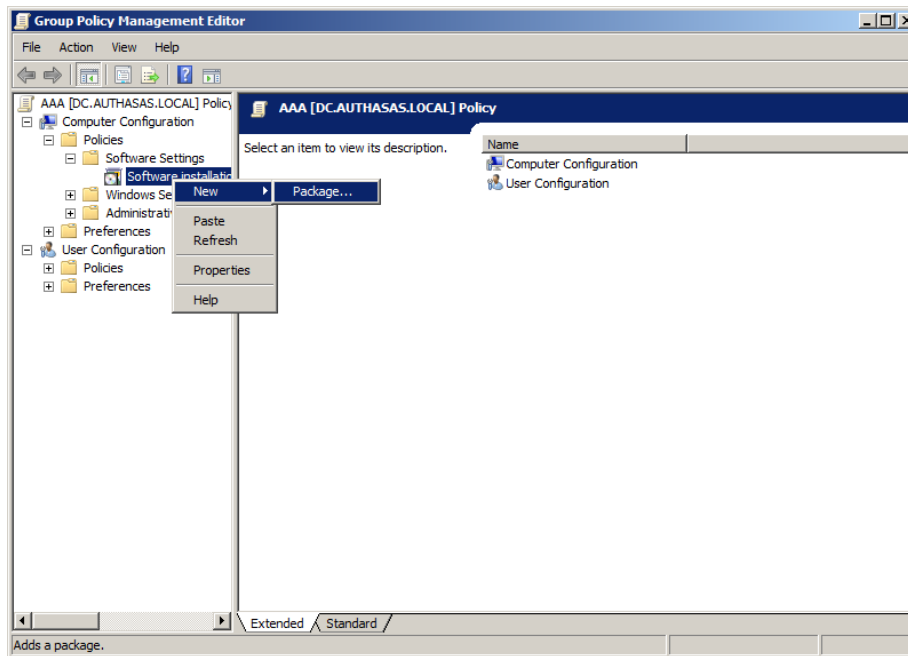 Group Policy Management Editor
File Action View Help
AAA [DC.AUTHASAS.LOCAL] Policy
Computer Configuration
Policies
Software Settings
Software installatio
Windows Se
Administrati
Preferences
User Configuration
Policies
Preferences
New
Package...
Paste
Refresh
Properties
Help
AAA [DC.AUTHASAS.LOCAL] Policy
Select an item to view its description.
Name
Computer Configuration
User Configuration
Extended Standard
Adds a package.